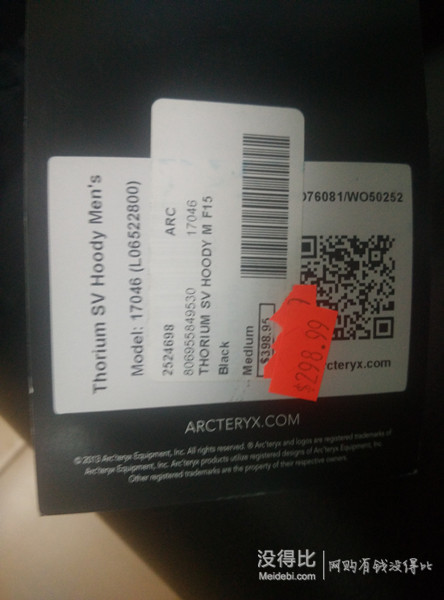 Thorium SV Hoody Men's
Model: 17046 (L06522800)
2524698 ARC
806955849530 17046
THORIUM SV HOODY M F15
Black
Medium
$398.95
$298.99
076081/WO50252
rcteryx.com
ARCTERYX.COM
© 2013 Arc'teryx Equipment, Inc. All rights reserved. ® Arc'teryx and logos are registered trademarks of
Arc'teryx Equipment, Inc. Arc'teryx products utilize registered designs of Arc'teryx Equipment, Inc.
Other registered trademarks are the property of their respective owners.
没得比
Meidebi.com
网购有钱没得比